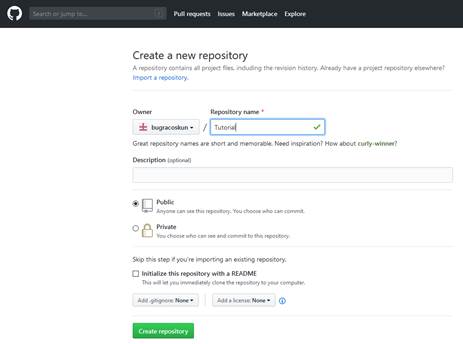 Search or jump to...
Pull requests Issues Marketplace Explore
Create a new repository
A repository contains all project files, including the revision history. Already have a project repository elsewhere?
Import a repository.
Owner Repository name *
bugracoskun / Tutorial
Great repository names are short and memorable. Need inspiration? How about curly-winner?
Description (optional)
Public
Anyone can see this repository. You choose who can commit.
Private
You choose who can see and commit to this repository.
Skip this step if you're importing an existing repository.
Initialize this repository with a README
This will let you immediately clone the repository to your computer.
Add .gitignore: None Add a license: None
Create repository